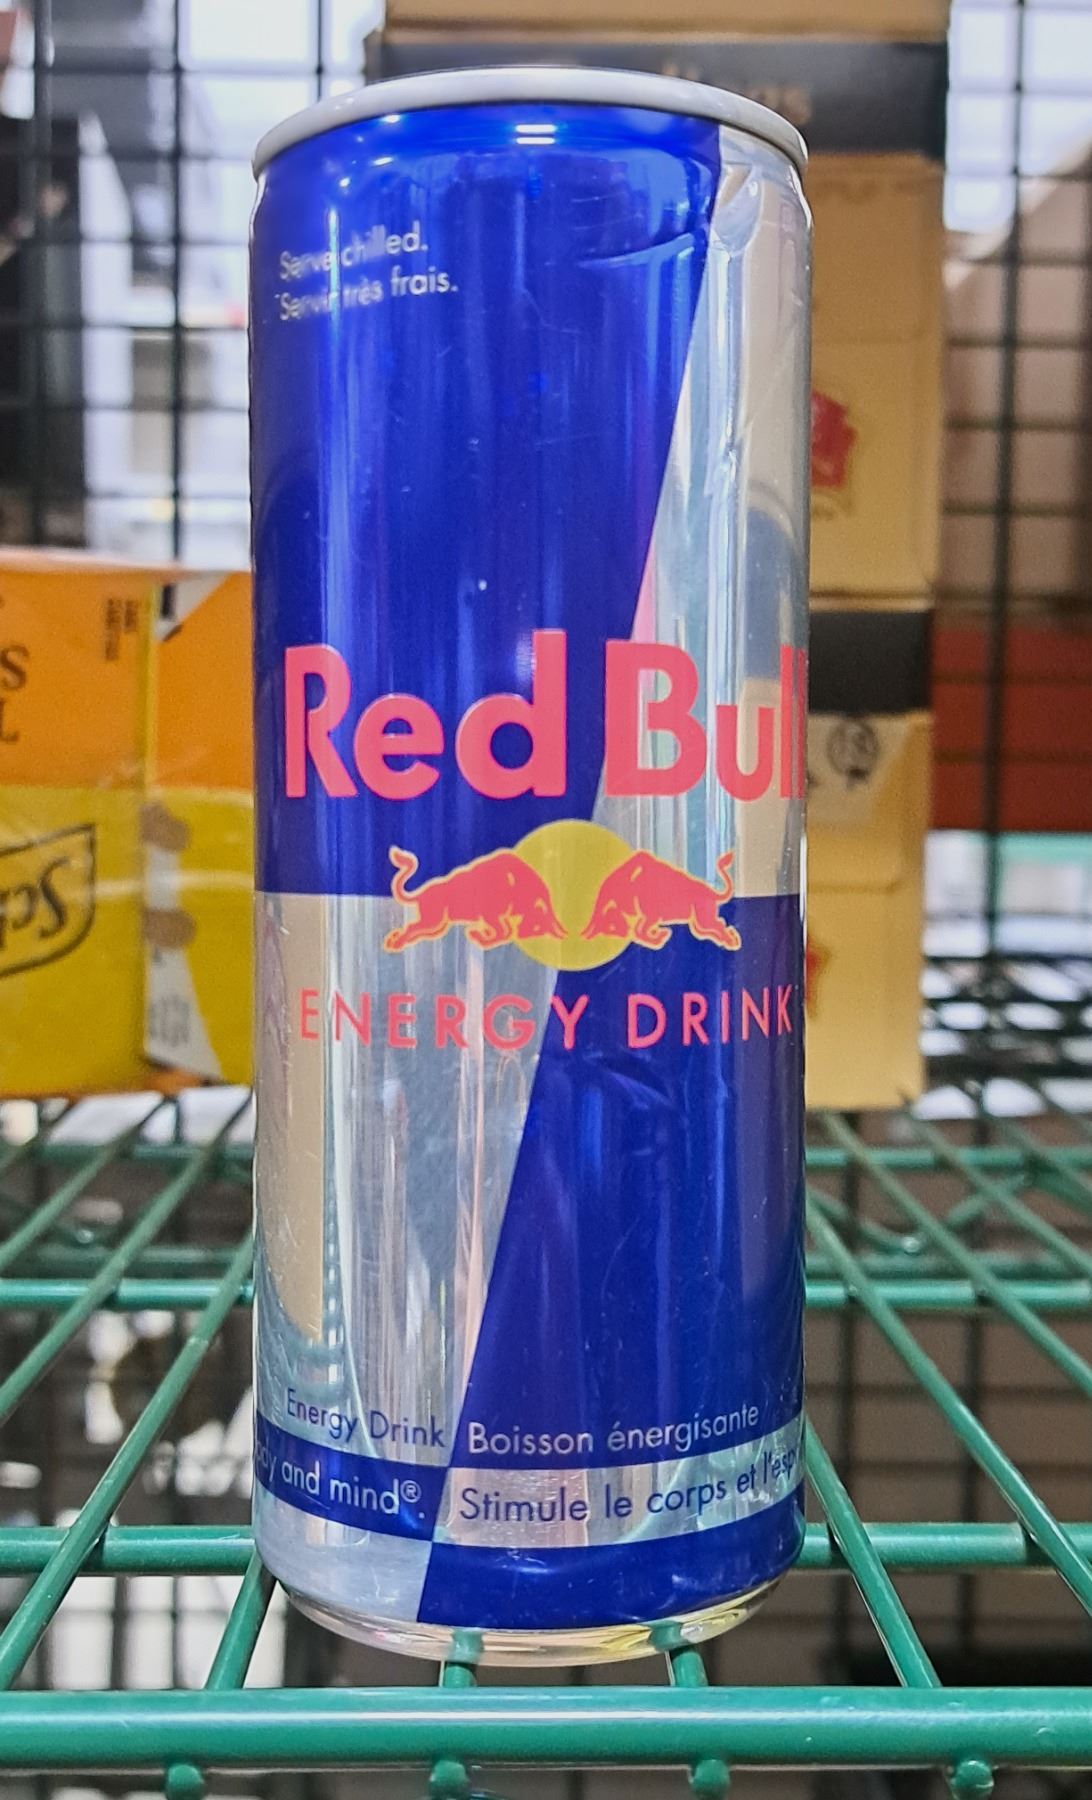 Serve chilled.
Servir très frais.
Red Bull
ENERGY DRINK
Energy Drink Boisson énergisante
and mind®. Stimule le corps et